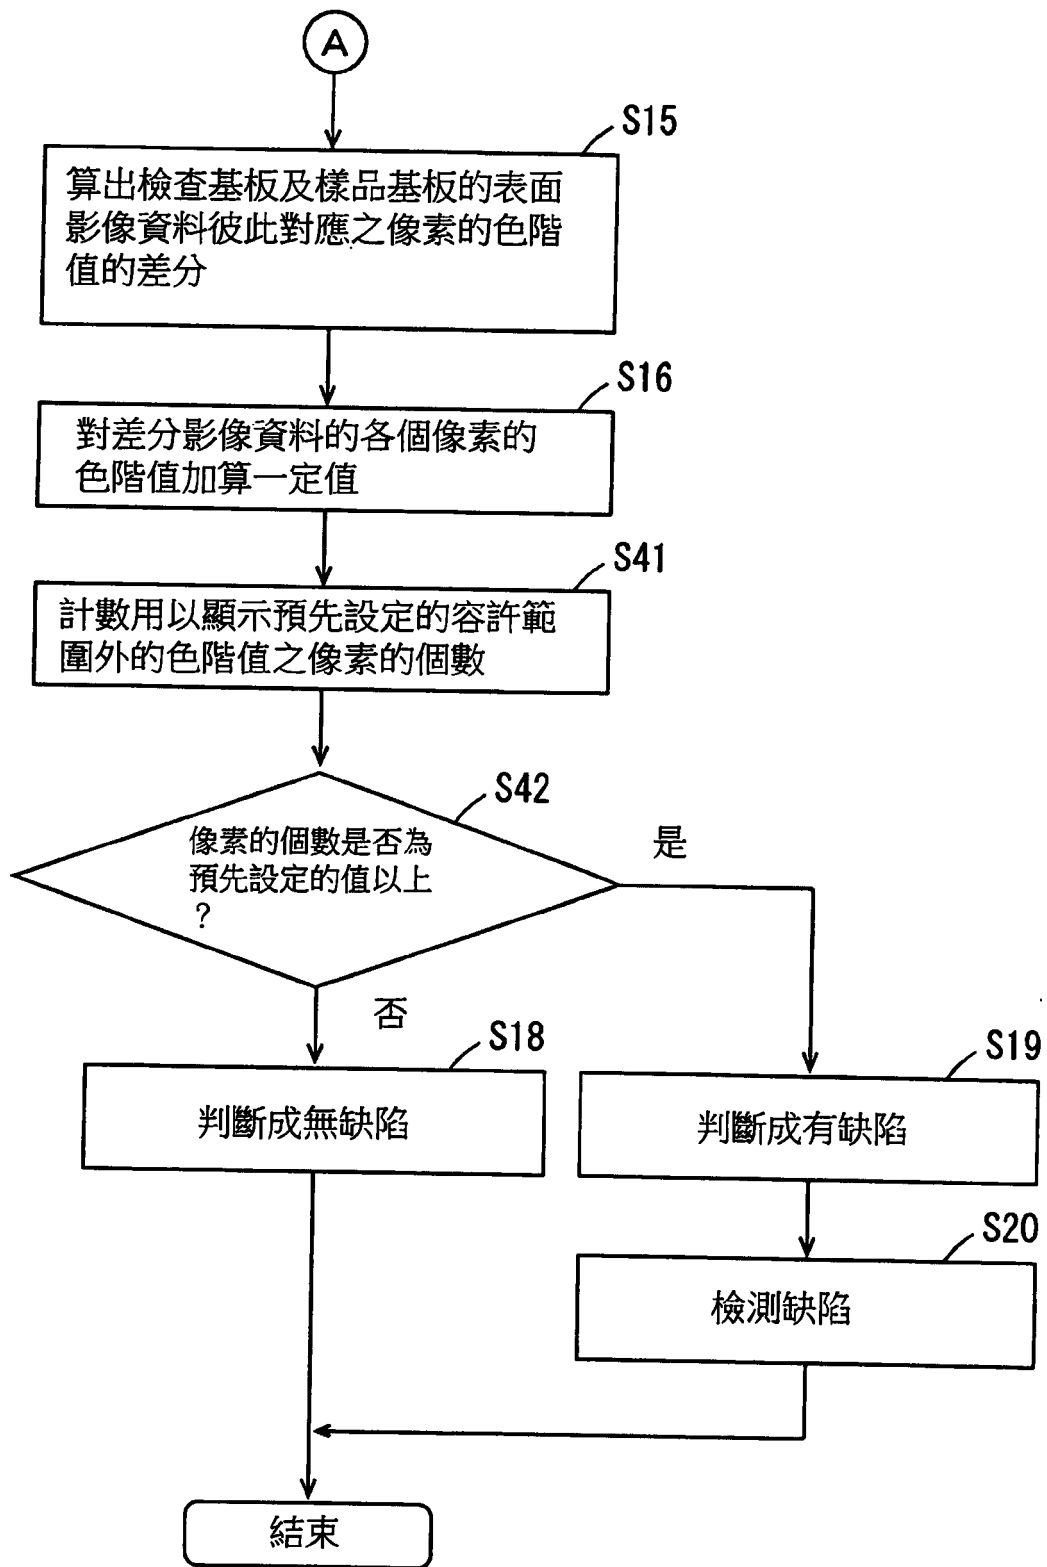 A
S15
算出檢查基板及樣品基板的表面
影像資料彼此對應之像素的色階
值的差分
S16
對差分影像資料的各個像素的
色階值加算一定值
S41
計數用以顯示預先設定的容許範
圍外的色階值之像素的個數
S42
像素的個數是否為
預先設定的值以上
?
是
否
S18
判斷成無缺陷
S19
判斷成有缺陷
S20
檢測缺陷
結束